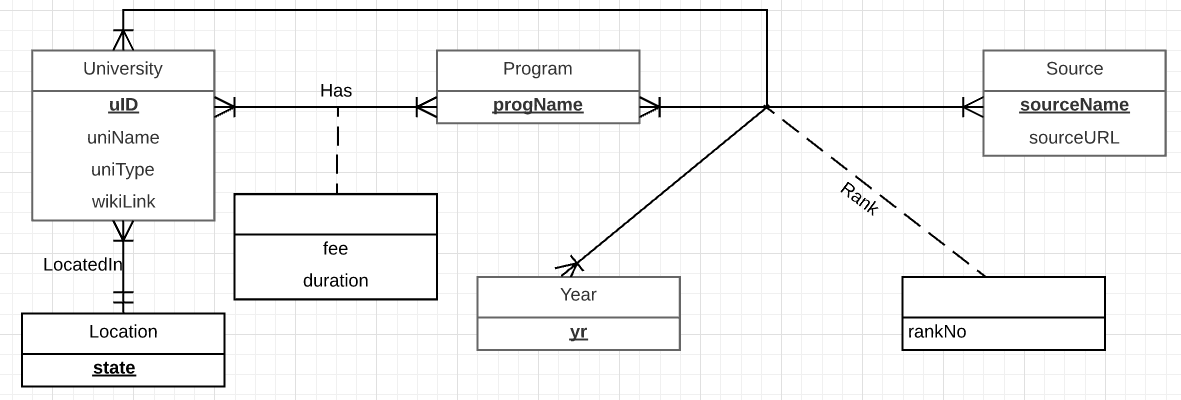 University
uID
uniName
uniType
wikiLink
Has
Program
progName
Source
sourceName
sourceURL
fee
duration
Rank
LocatedIn
Year
yr
rankNo
Location
state